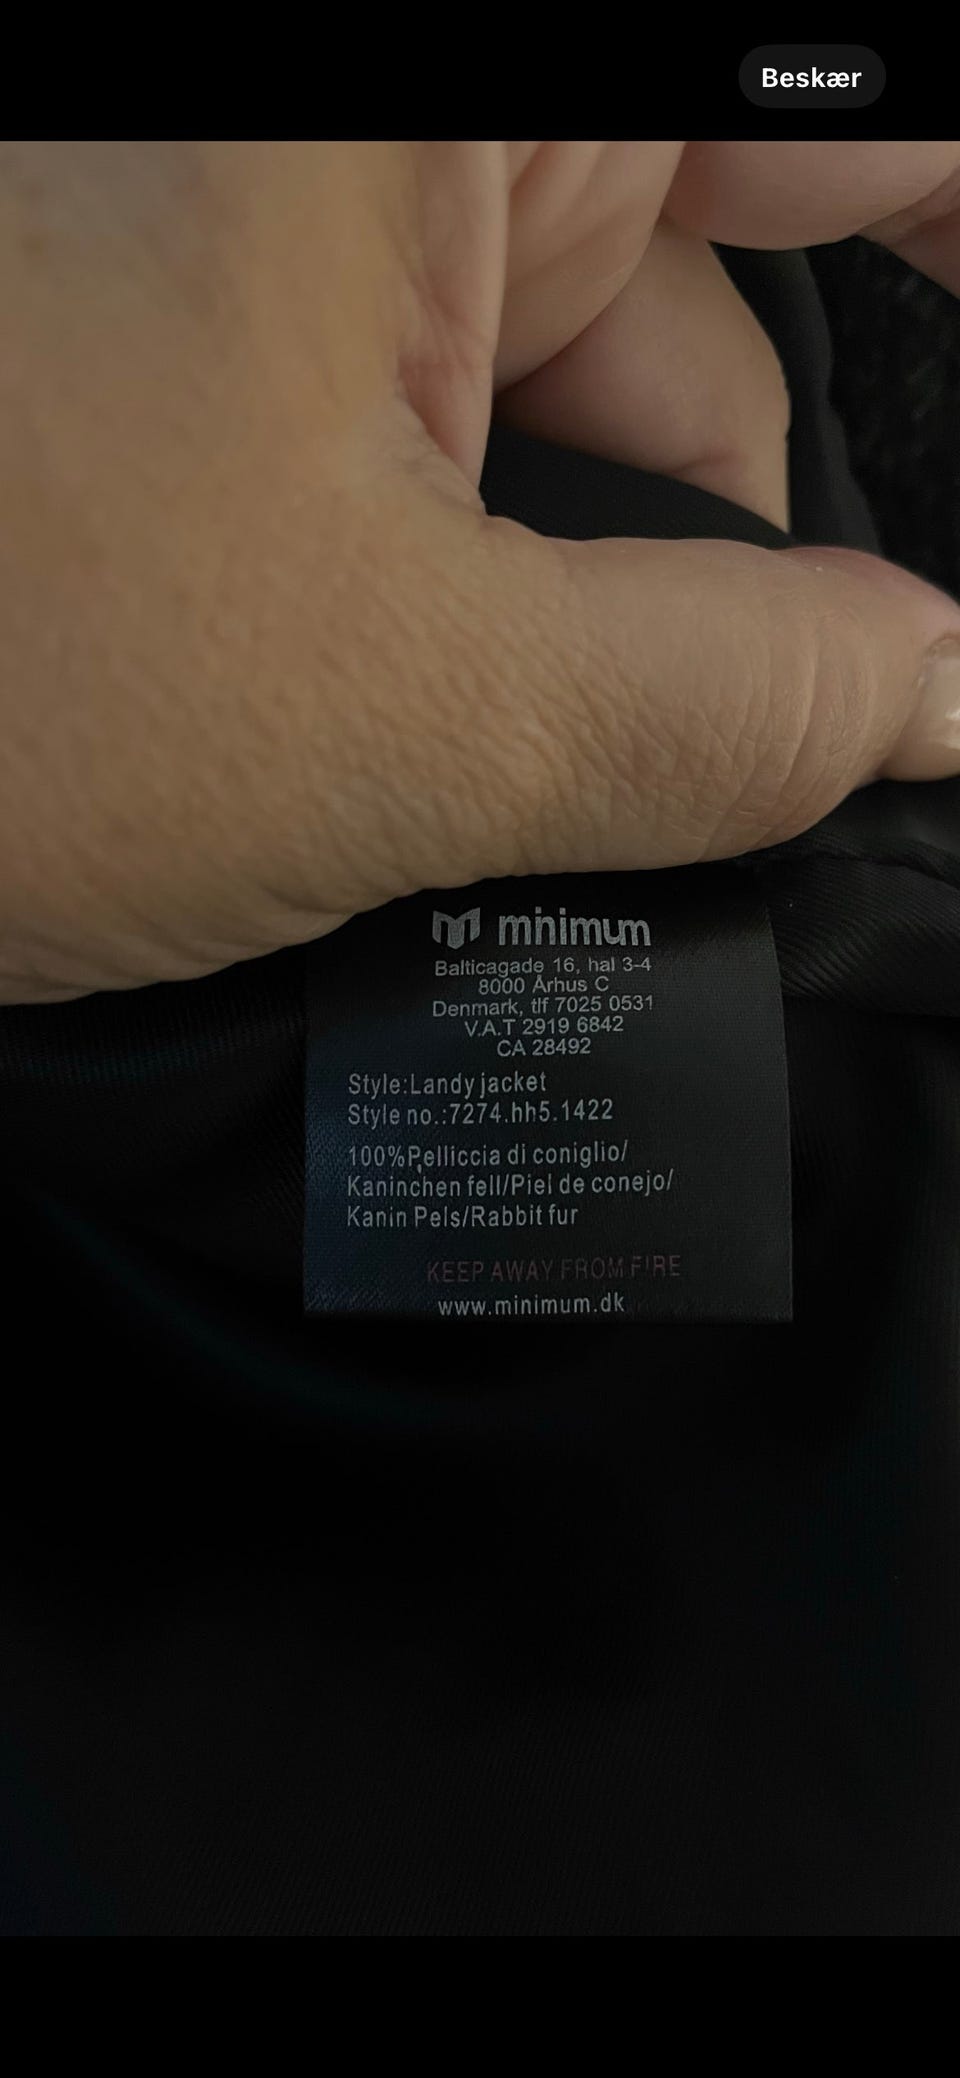 Beskær
minimum
Balticagade 16, hal 3-4
8000 Århus C
Denmark, tlf 7025 0531
V.A.T 2919 6842
CA 28492
Style:Landy jacket
Style no.:7274.hh5.1422
100%Pelliccia di coniglio/
Kaninchen fell/Piel de conejo/
Kanin Pels/Rabbit fur
KEEP AWAY FROM FIRE
www.minimum.dk